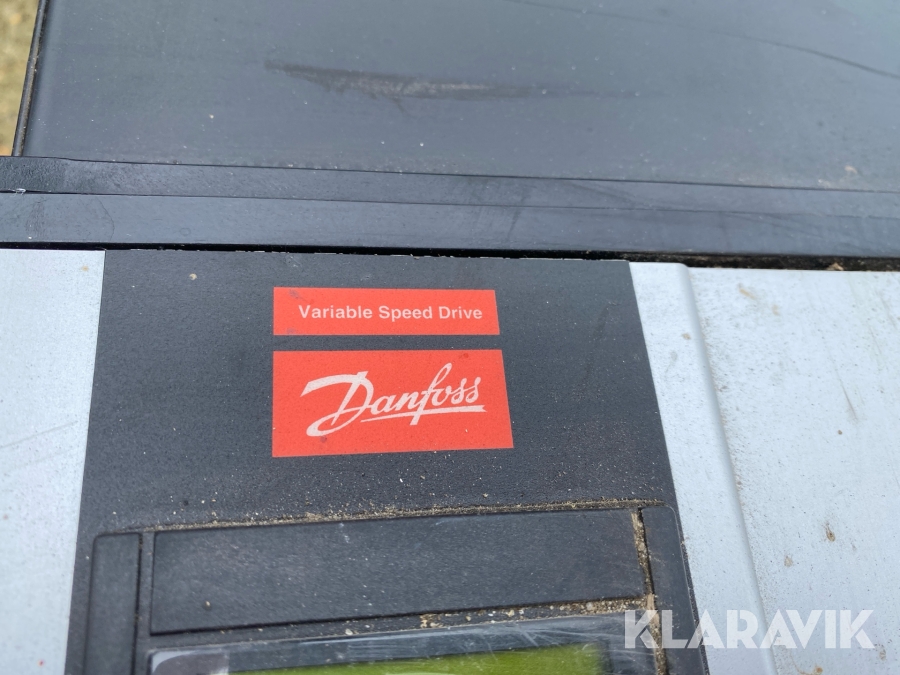 Variable Speed Drive
Danfoss
KLARAVIK